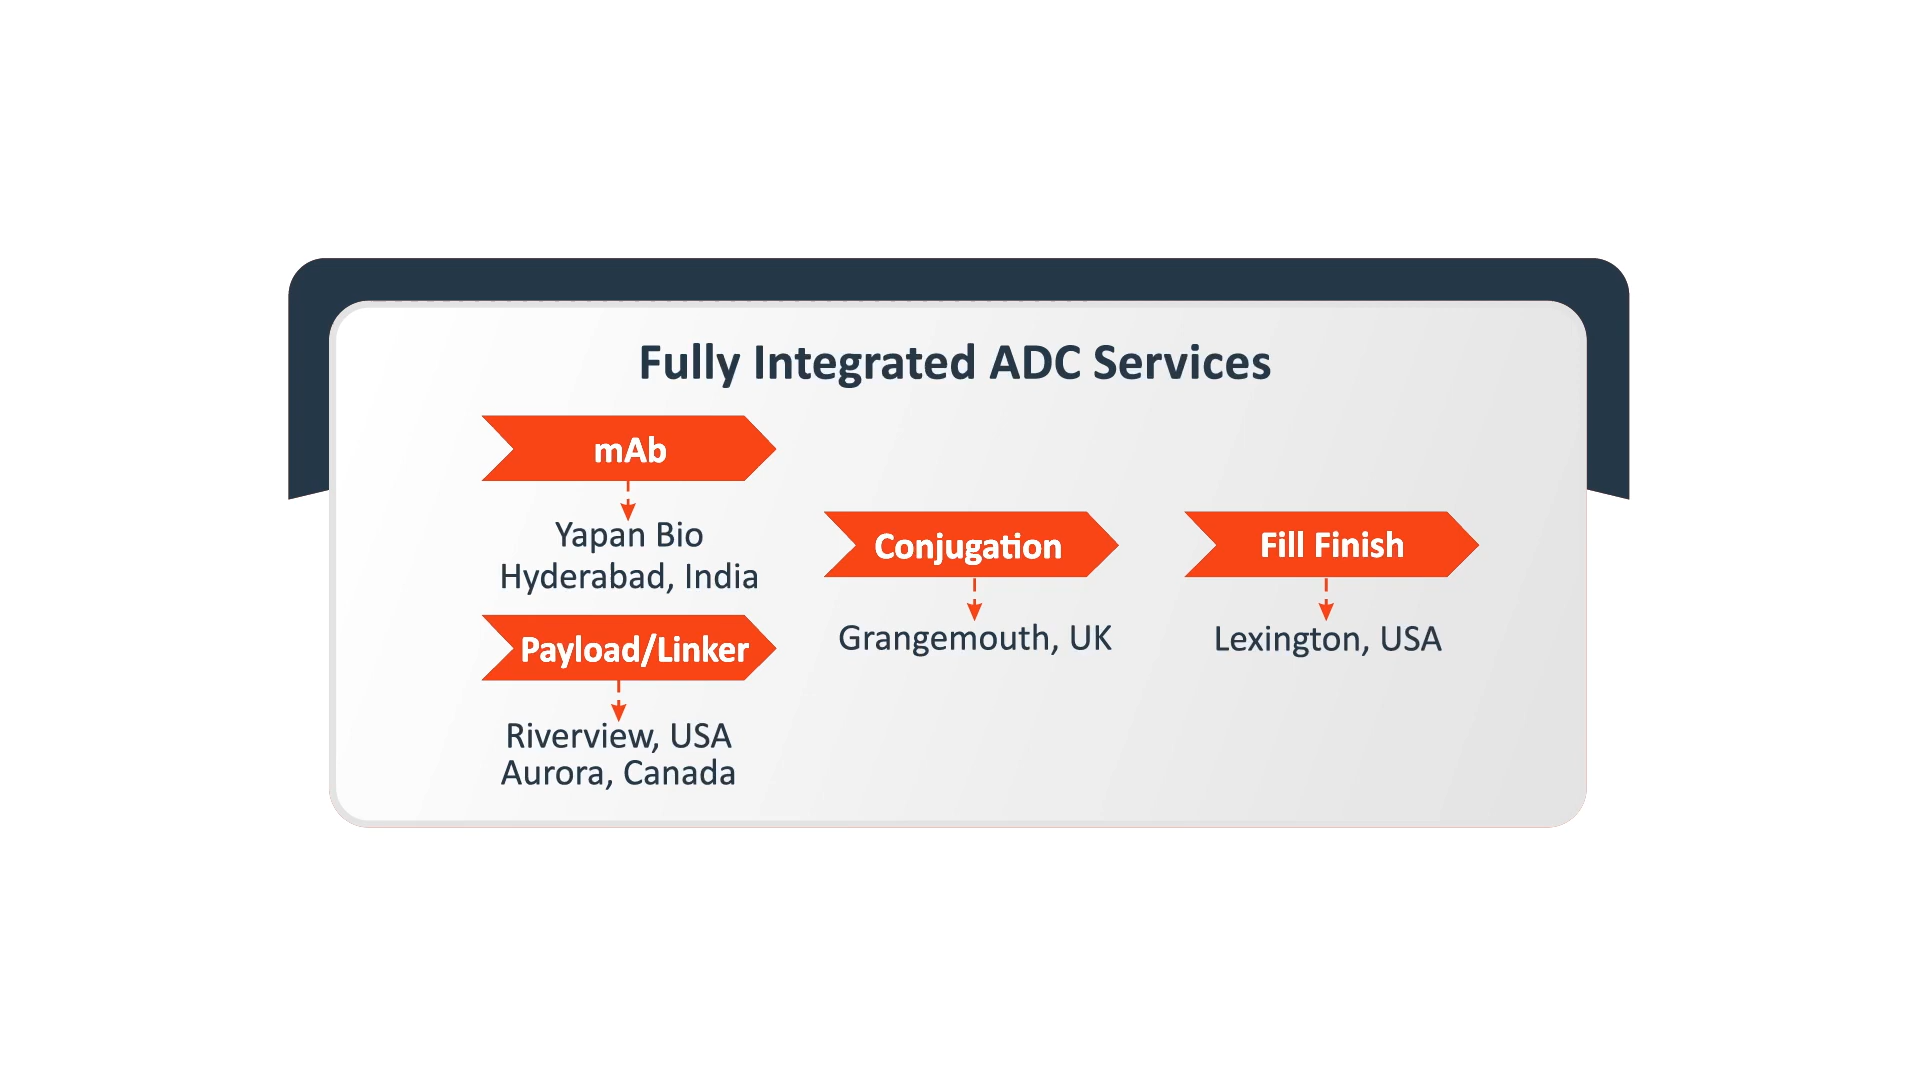 Fully Integrated ADC Services
mAb
Yapan Bio
Hyderabad, India
Payload/Linker
Riverview, USA
Aurora, Canada
Conjugation
Grangemouth, UK
Fill Finish
Lexington, USA